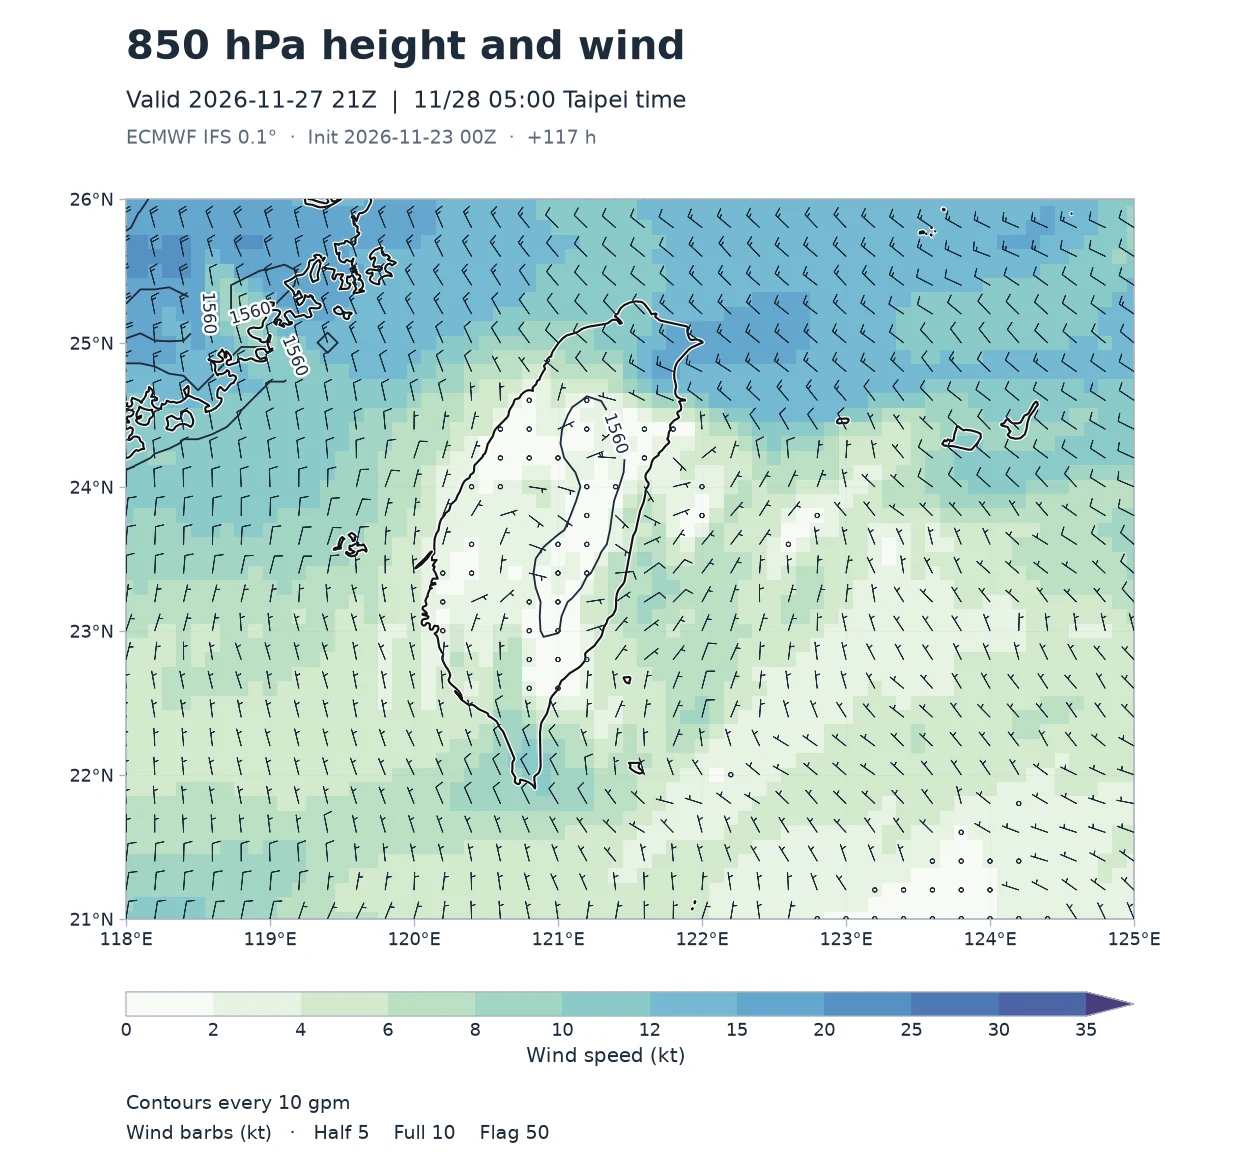 850 hPa height and wind
Valid 2026-11-27 21Z | 11/28 05:00 Taipei time
ECMWF IFS 0.1° · Init 2026-11-23 00Z · +117 h
26°N
25°N
24°N
23°N
22°N
21°N
1560
1560
1560
1560
118°E 119°E 120°E 121°E 122°E 123°E 124°E 125°E
0 2 4 6 8 10 12 15 20 25 30 35
Wind speed (kt)
Contours every 10 gpm
Wind barbs (kt) · Half 5 Full 10 Flag 50